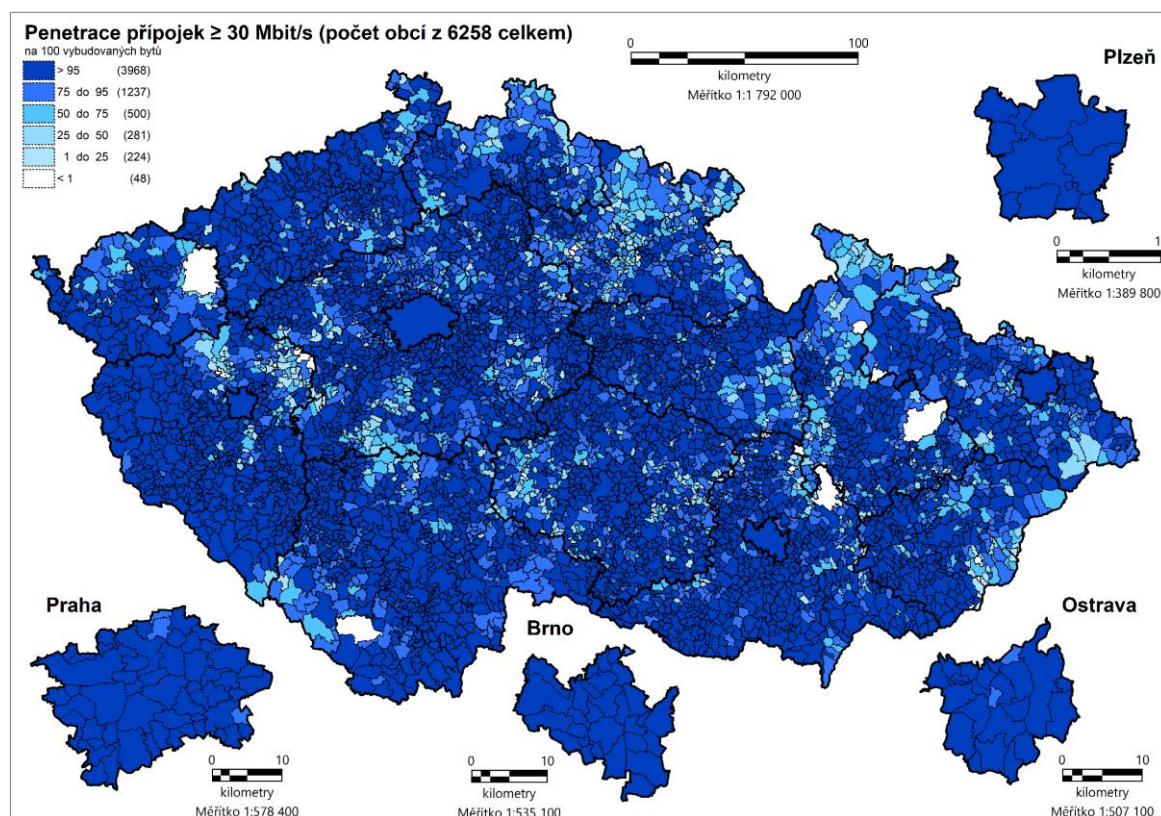 Penetrace přípojek ≥ 30 Mbit/s (počet obcí z 6258 celkem)
na 100 vybudovaných bytů
> 95 (3968)
75 do 95 (1237)
50 do 75 (500)
25 do 50 (281)
1 do 25 (224)
< 1 (48)
0 100
kilometry
Měřítko 1:1 792 000
Plzeň
0 1
kilometry
Měřítko 1:389 800
Praha
0 10
kilometry
Měřítko 1:578 400
Brno
0 10
kilometry
Měřítko 1:535 100
Ostrava
0 10
kilometry
Měřítko 1:507 100